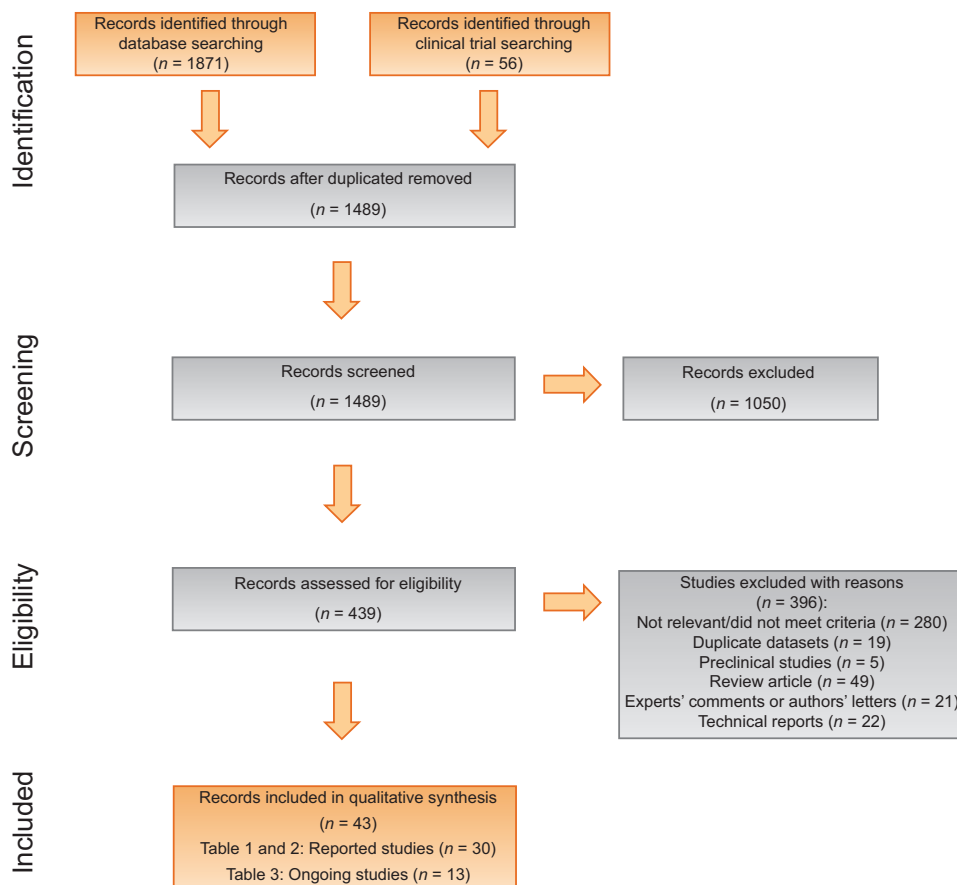 Identification
Records identified through
database searching
(n = 1871)
Records identified through
clinical trial searching
(n = 56)
Records after duplicated removed
(n = 1489)
Screening
Records screened
(n = 1489)
Records excluded
(n = 1050)
Eligibility
Records assessed for eligibility
(n = 439)
Studies excluded with reasons
(n = 396):
Not relevant/did not meet criteria (n = 280)
Duplicate datasets (n = 19)
Preclinical studies (n = 5)
Review article (n = 49)
Experts’ comments or authors’ letters (n = 21)
Technical reports (n = 22)
Included
Records included in qualitative synthesis
(n = 43)
Table 1 and 2: Reported studies (n = 30)
Table 3: Ongoing studies (n = 13)